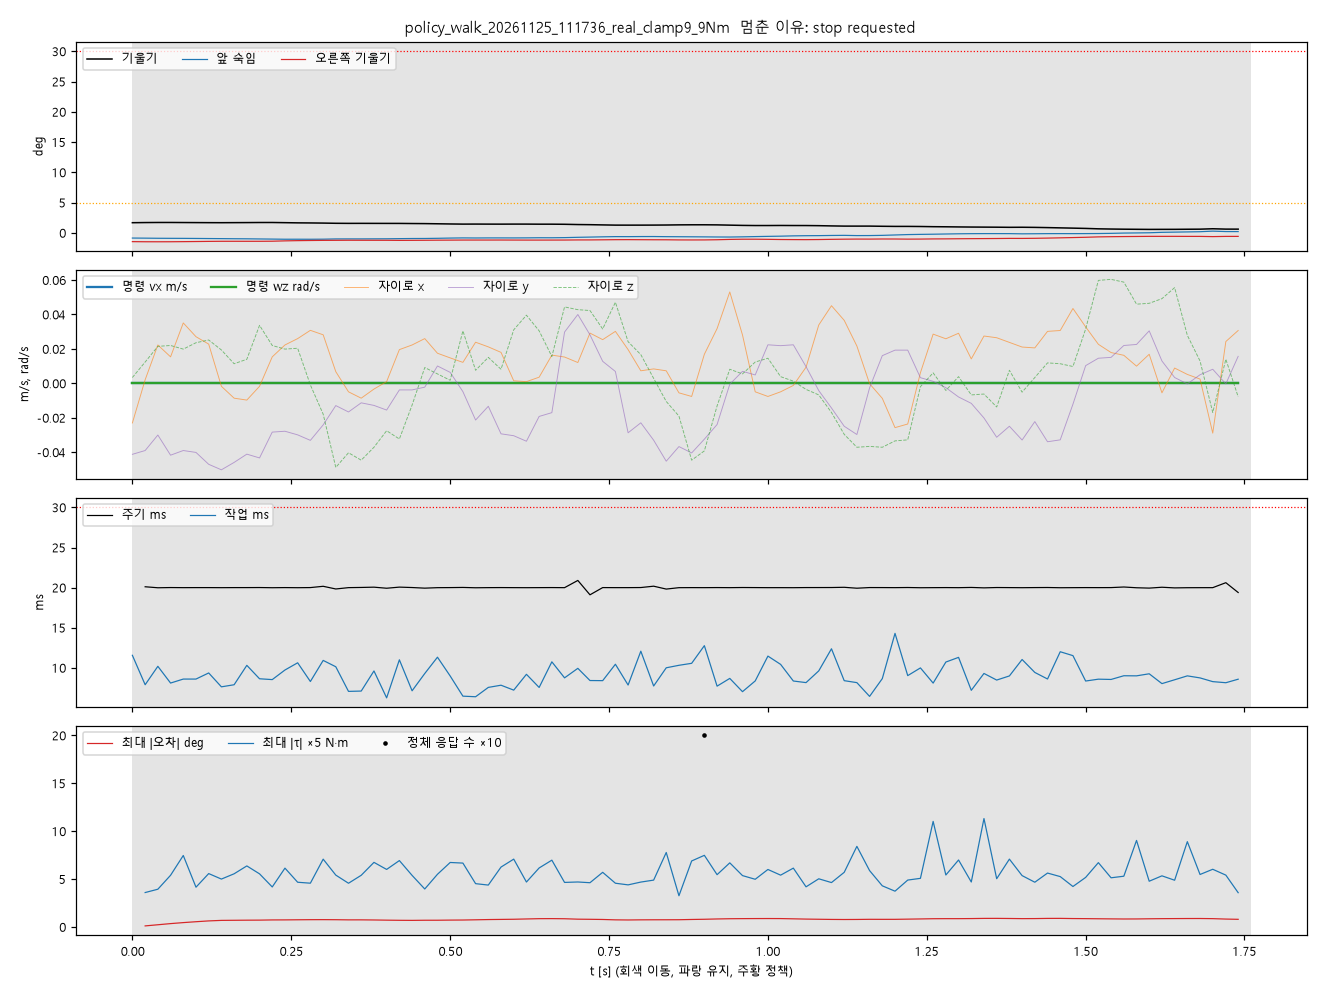 policy_walk_20261125_111736_real_clamp9_9Nm 멈춘 이유: stop requested
기울기 앞 숙임 오른쪽 기울기
30
25
20
15
10
5
0
deg
명령 vx m/s 명령 wz rad/s 자이로 x 자이로 y 자이로 z
0.06
0.04
0.02
0.00
-0.02
-0.04
m/s, rad/s
주기 ms 작업 ms
30
25
20
15
10
ms
최대 |오차| deg 최대 |τ| ×5 N·m 정체 응답 수 ×10
20
15
10
5
0
0.00 0.25 0.50 0.75 1.00 1.25 1.50 1.75
t [s] (회색 이동, 파랑 유지, 주황 정책)